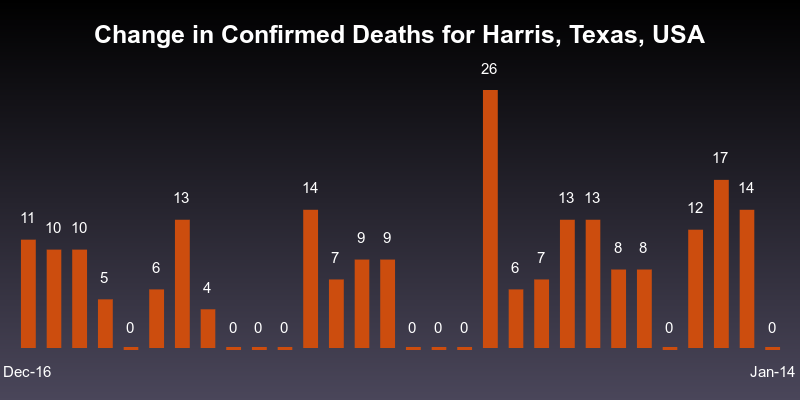 Change in Confirmed Deaths for Harris, Texas, USA
11 10 10 5 0 6 13 4 0 0 0 14 7 9 9 0 0 0 26 6 7 13 13 8 8 0 12 17 14 0
Dec-16 Jan-14